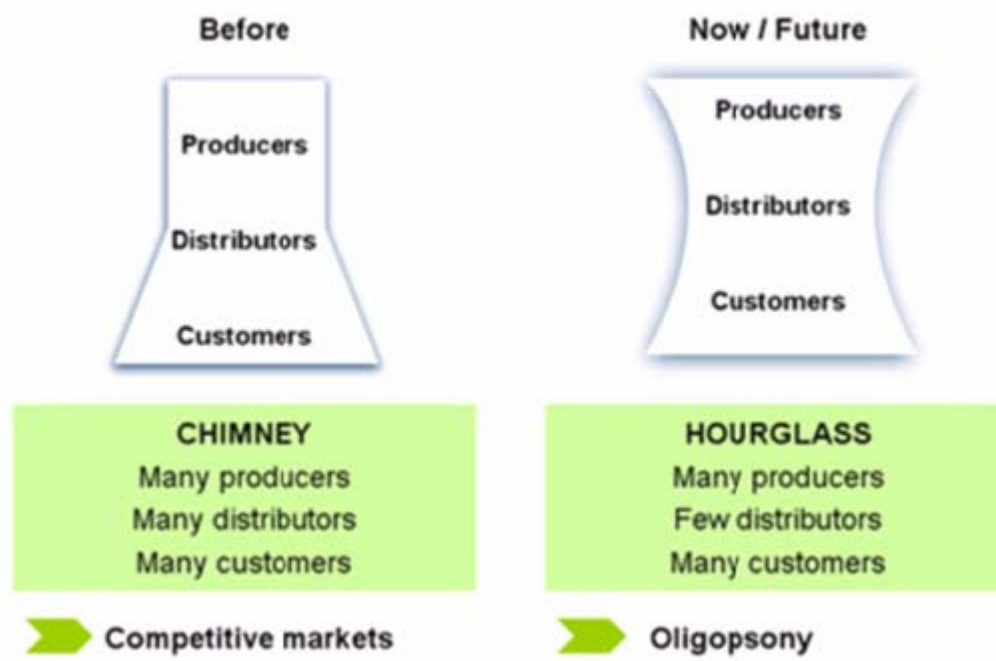 Before
Producers
Distributors
Customers
CHIMNEY
Many producers
Many distributors
Many customers
Competitive markets
Now / Future
Producers
Distributors
Customers
HOURGLASS
Many producers
Few distributors
Many customers
Oligopsony